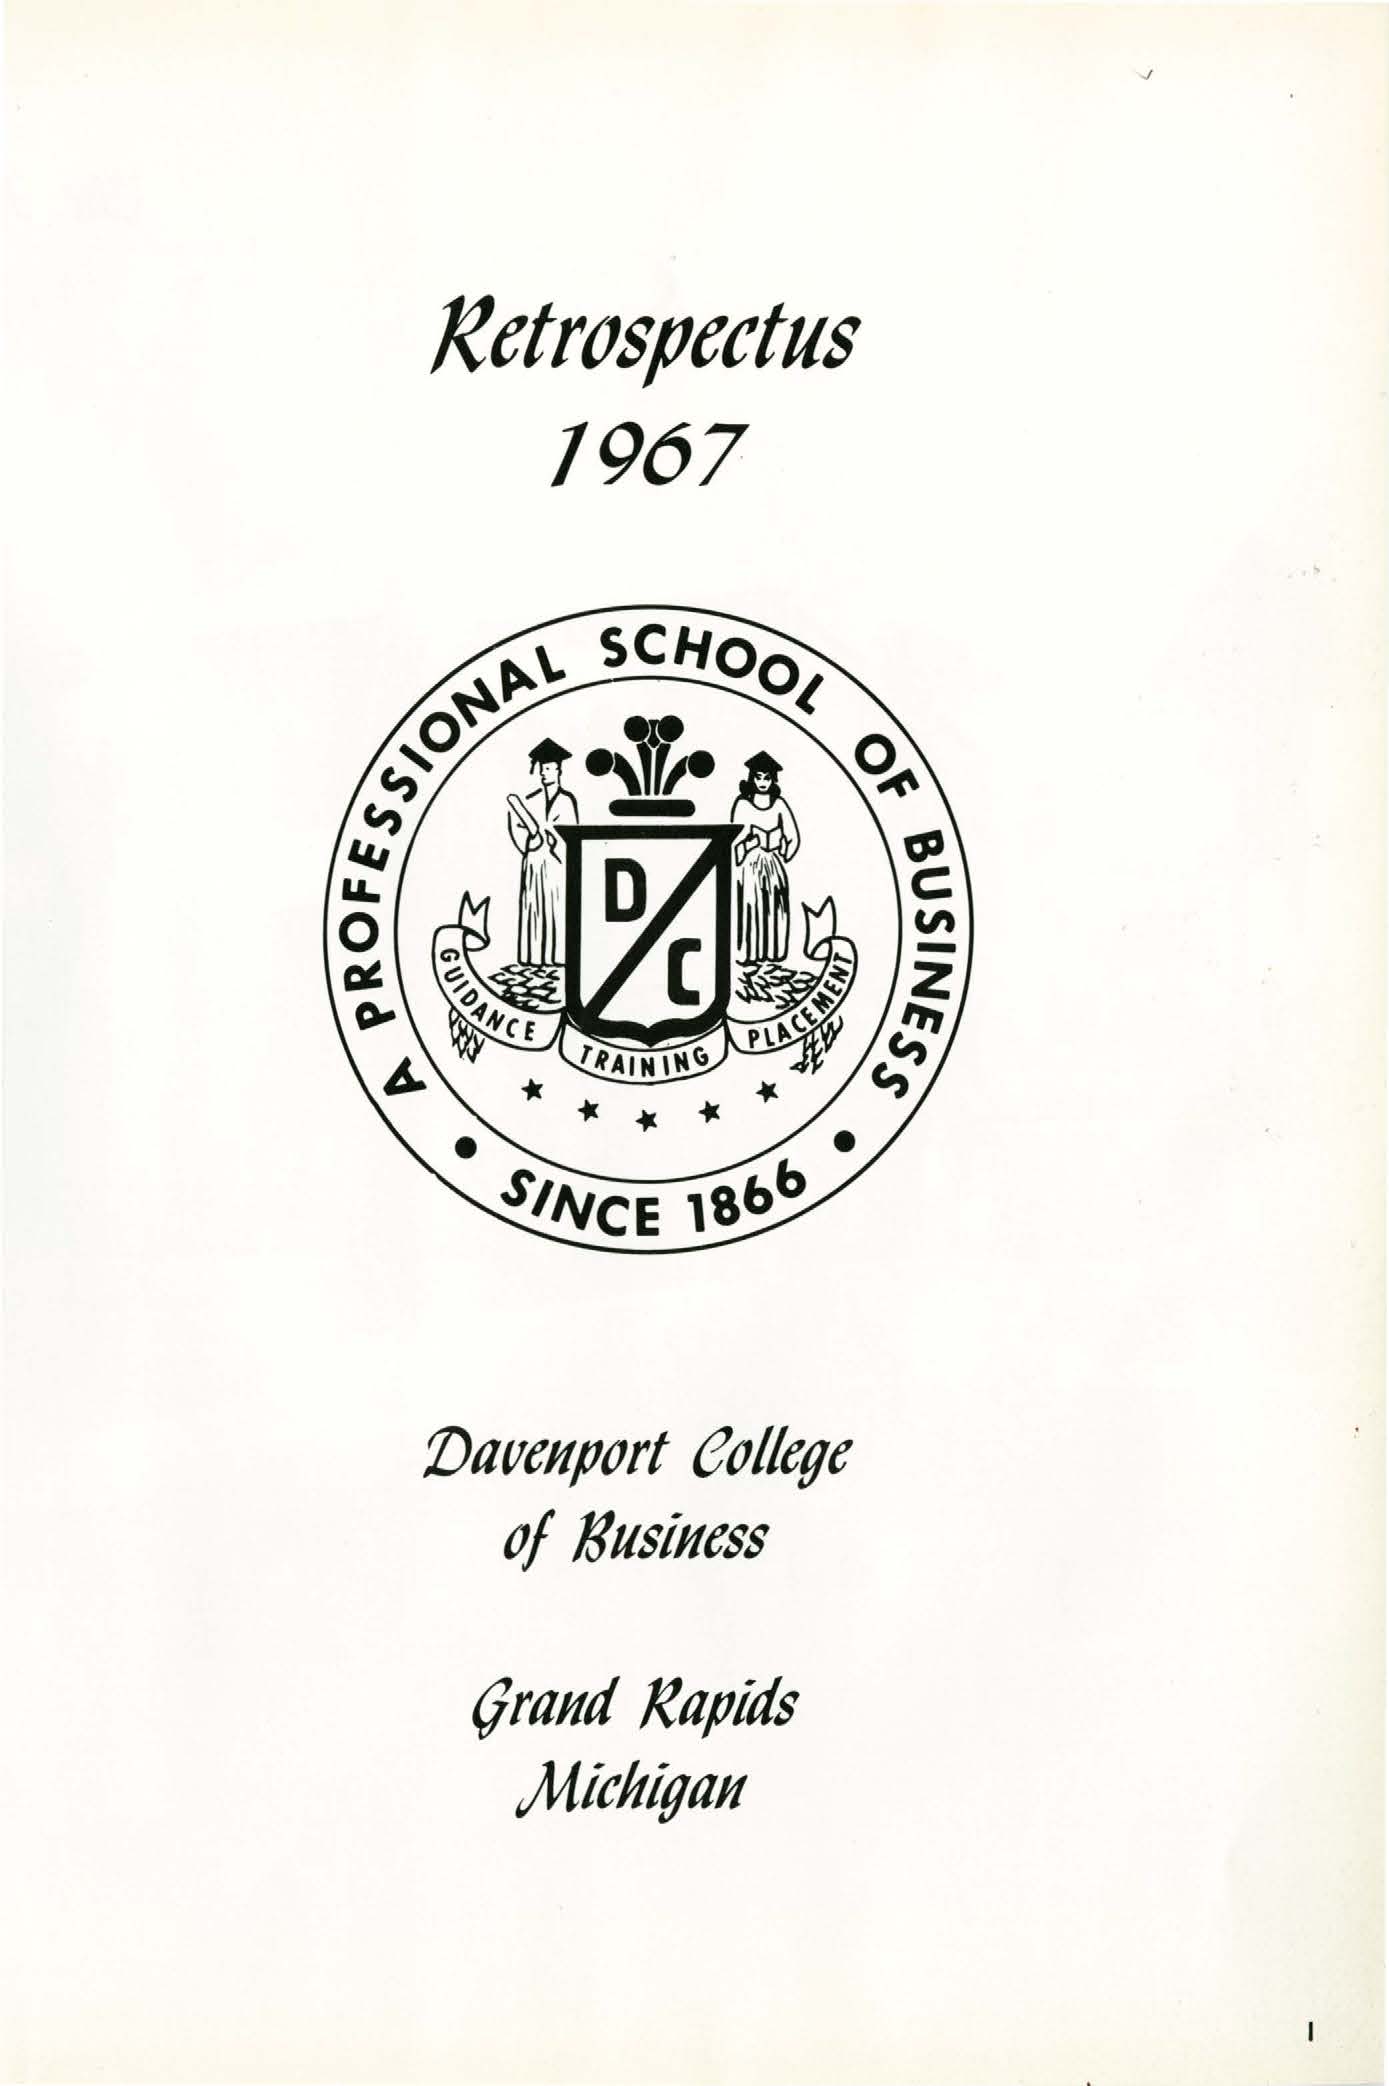 Retrospectus
1967
A PROFESSIONAL SCHOOL OF BUSINESS
D
C
GUIDANCE
TRAINING
PLACEMENT
• SINCE 1866 •
Davenport College
of Business
Grand Rapids
Michigan
1